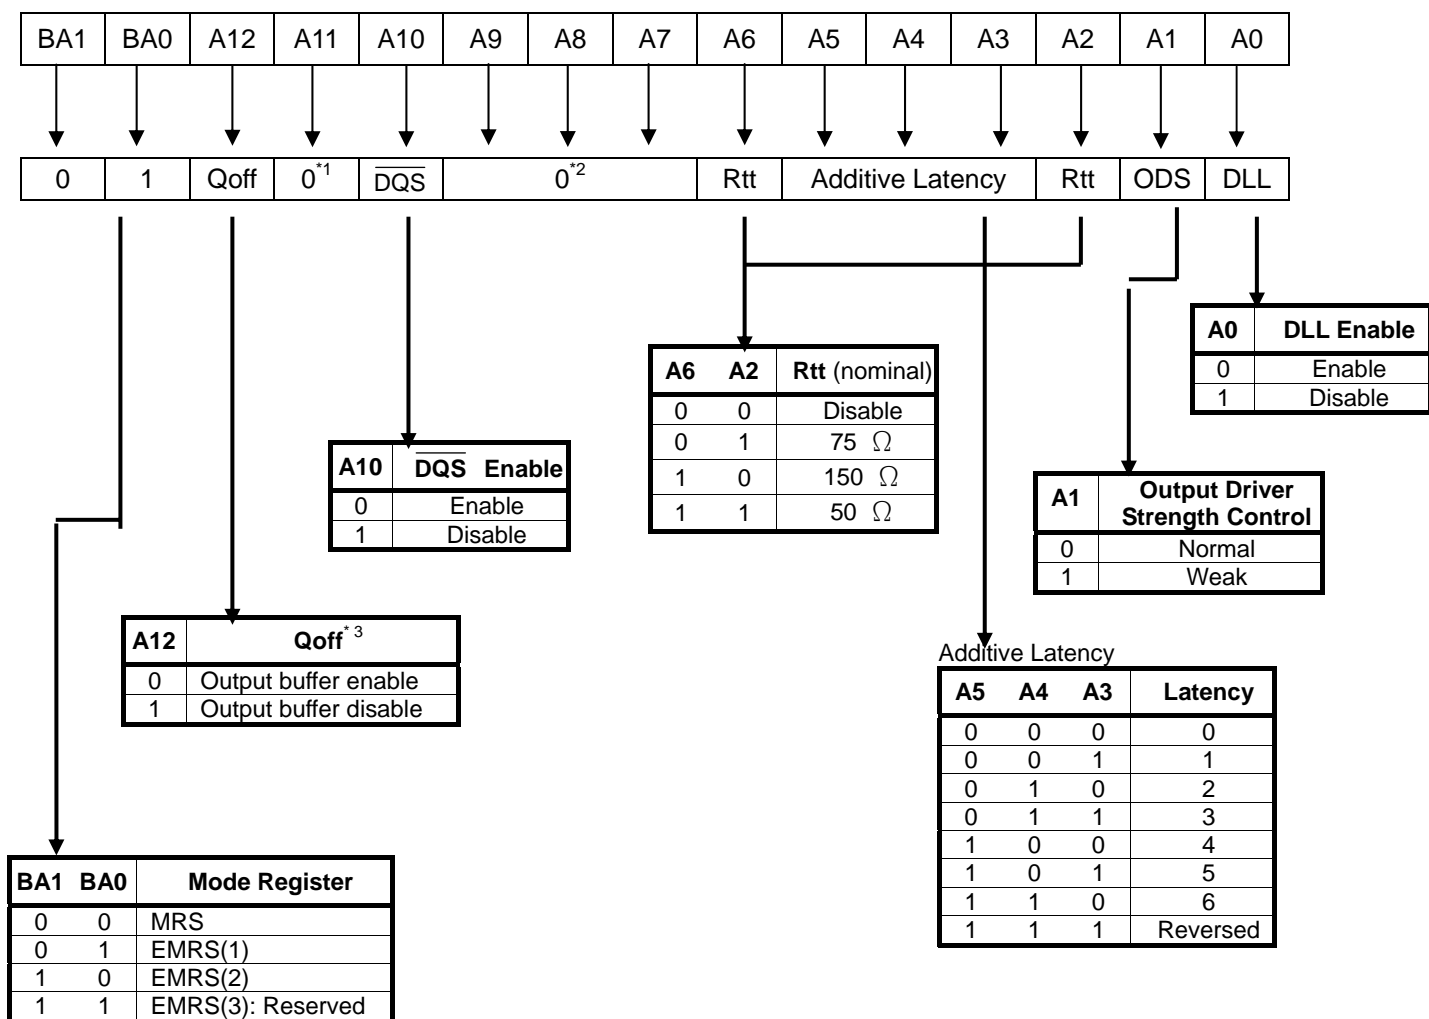 BA1 BA0 A12 A11 A10 A9 A8 A7 A6 A5 A4 A3 A2 A1 A0
0 1 Qoff 0*1 D̅Q̅S̅ 0*2 Rtt Additive Latency Rtt ODS DLL
A0 DLL Enable
0 Enable
1 Disable
A6 A2 Rtt (nominal)
0 0 Disable
0 1 75 Ω
1 0 150 Ω
1 1 50 Ω
A10 D̅Q̅S̅ Enable
0 Enable
1 Disable
A1 Output Driver
Strength Control
0 Normal
1 Weak
A12 Qoff* 3
0 Output buffer enable
1 Output buffer disable
Additive Latency
A5 A4 A3 Latency
0 0 0 0
0 0 1 1
0 1 0 2
0 1 1 3
1 0 0 4
1 0 1 5
1 1 0 6
1 1 1 Reversed
BA1 BA0 Mode Register
0 0 MRS
0 1 EMRS(1)
1 0 EMRS(2)
1 1 EMRS(3): Reserved